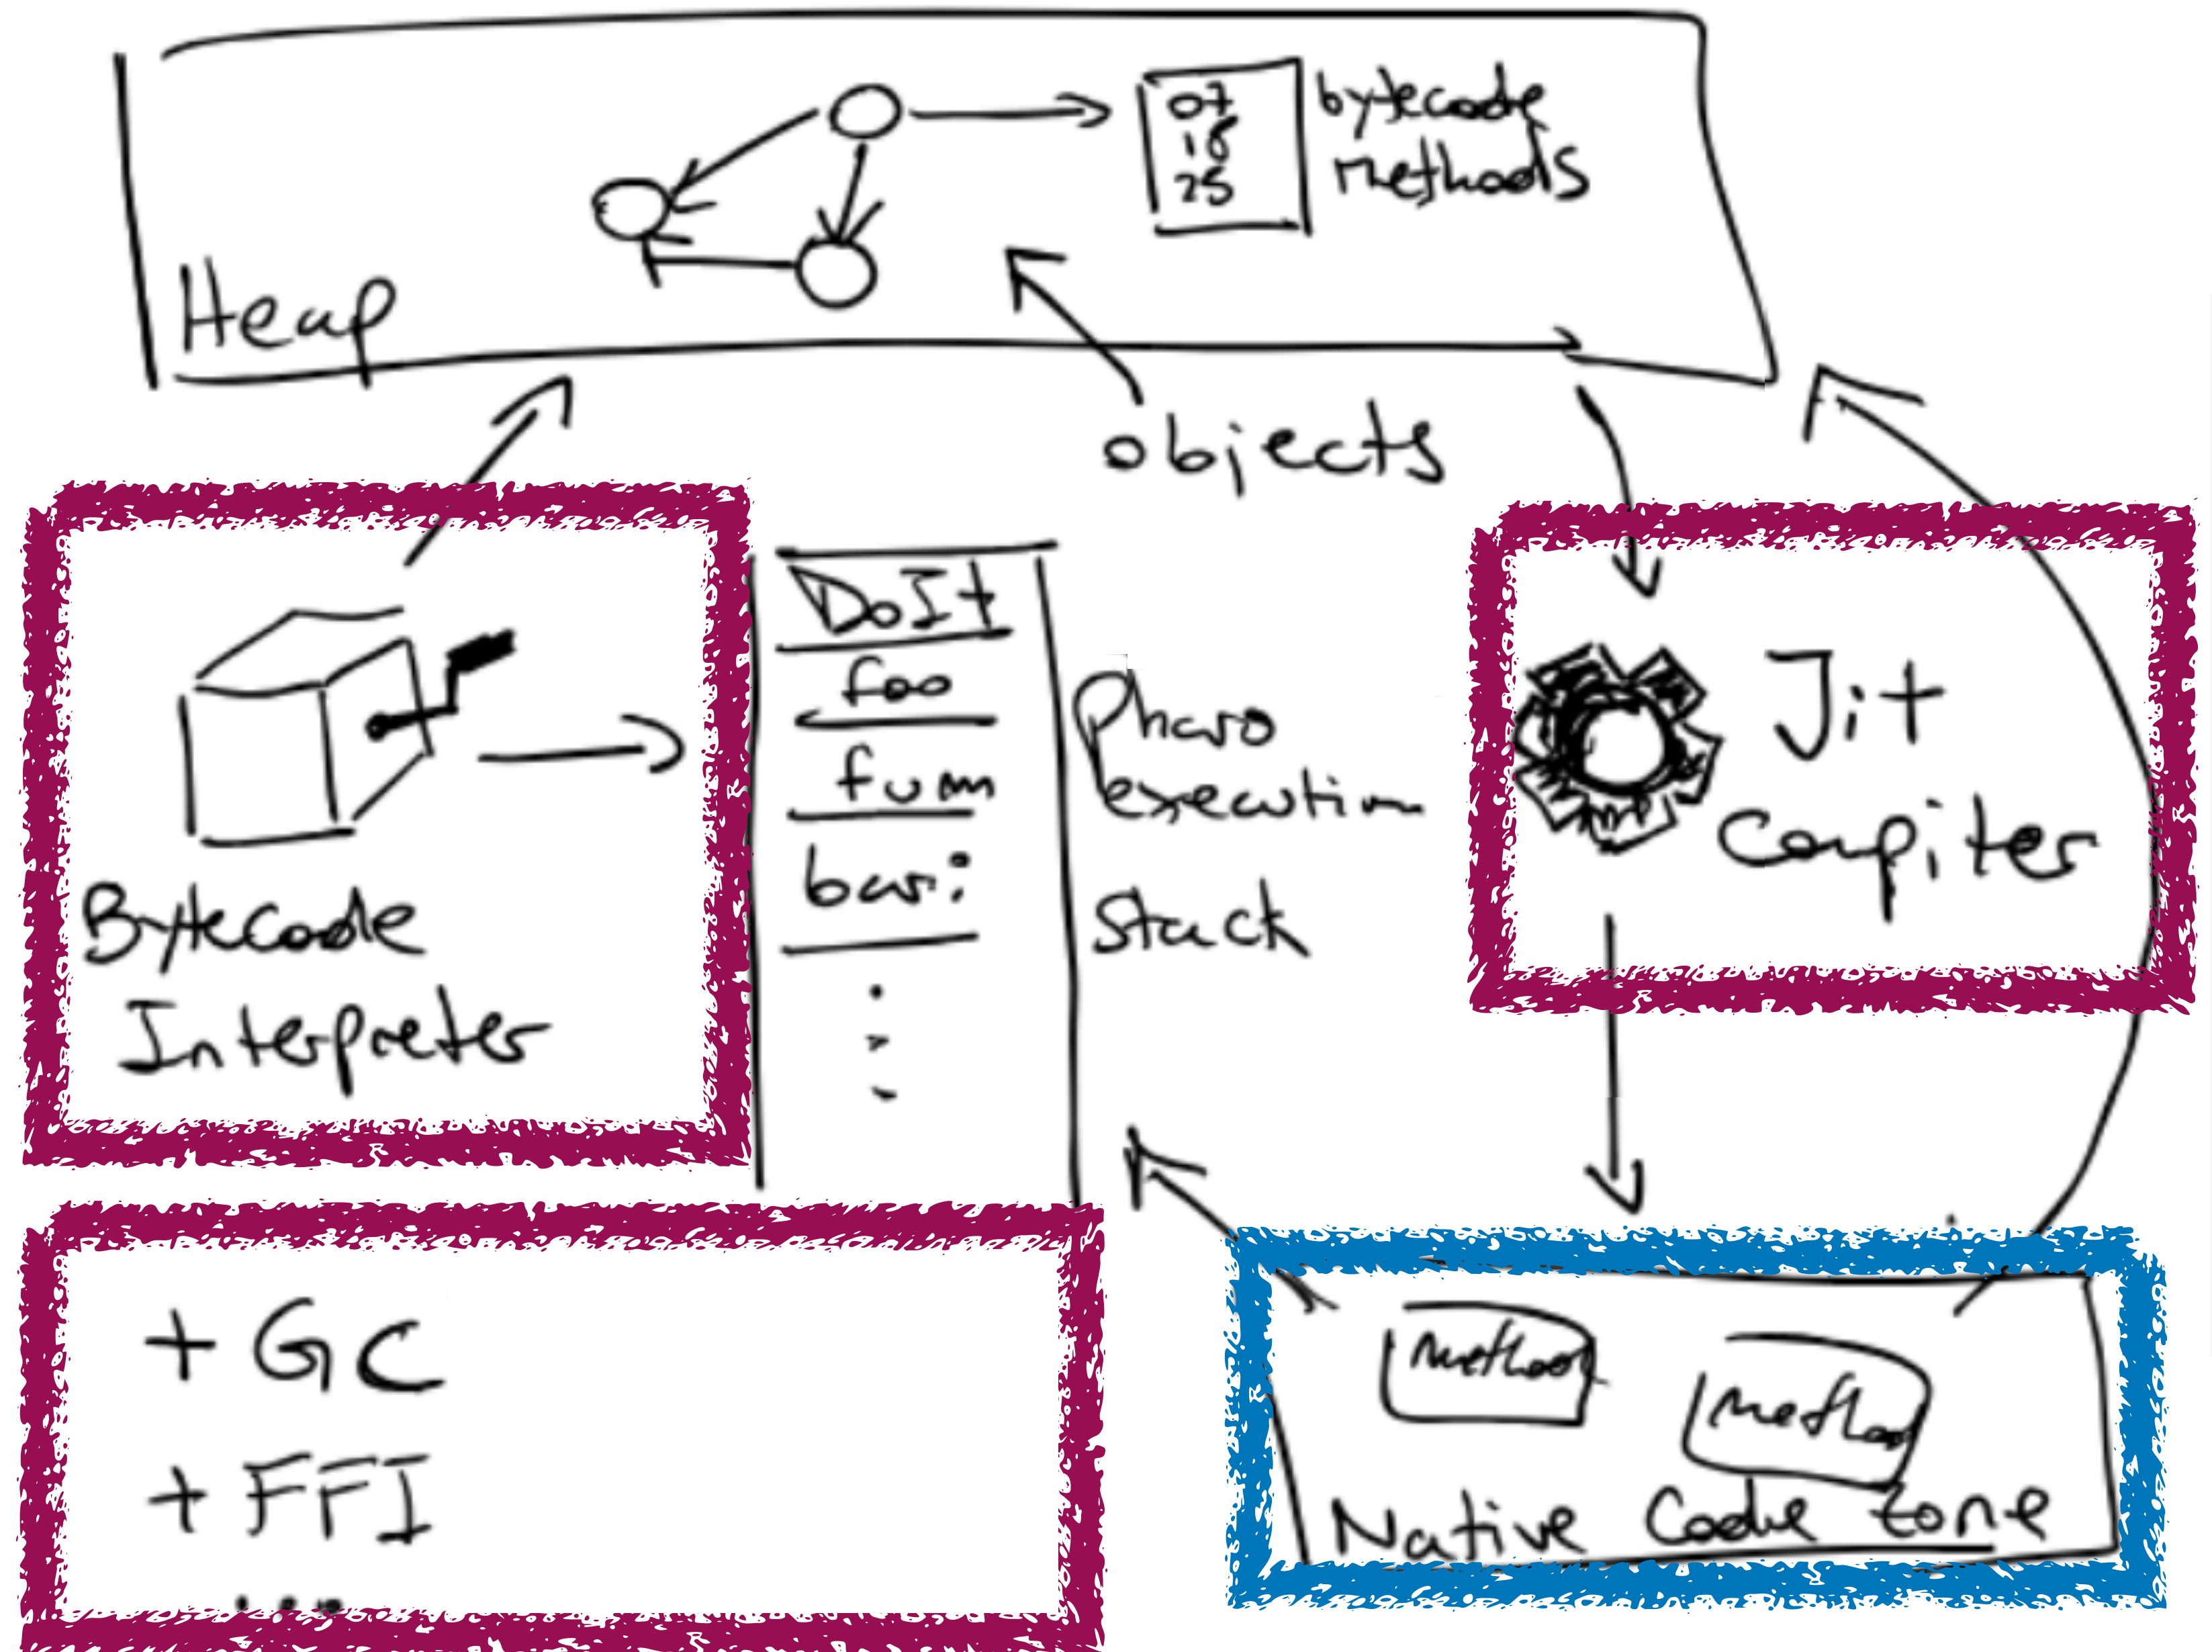 07
18
25
bytecode
methods
Heap
objects
DoIt
foo
fum
bar:
Pharo
execution
Stack
Jit
Compiler
Bytecode
Interpreter
+ GC
+ FFI
...
method
method
Native Code zone